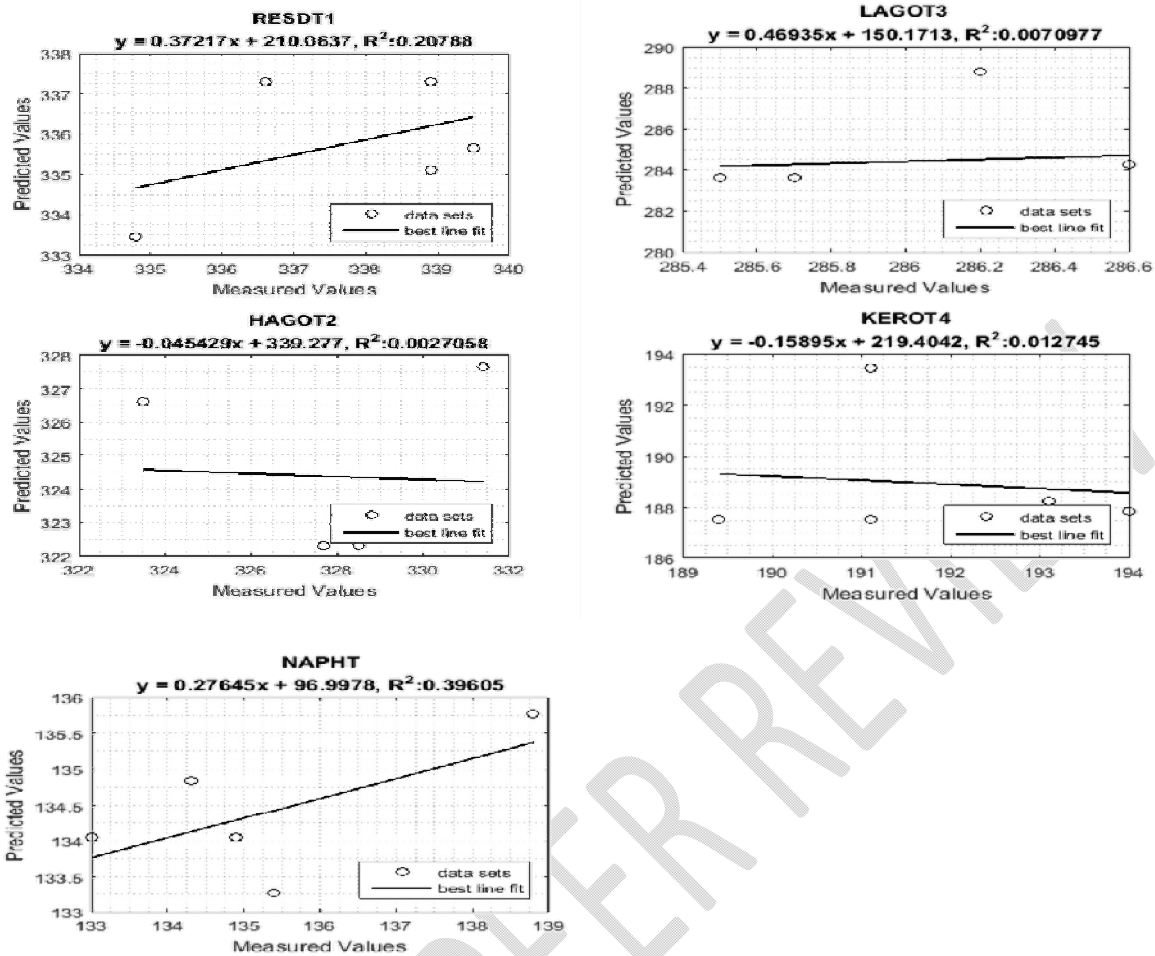 RESDT1
y = 0.37217x + 210.0637, R²:0.20788
338
337
336
335
334
333
334 335 336 337 338 339 340
Predicted Values
Measured Values
data sets
best line fit
LAGOT3
y = 0.46935x + 150.1713, R²:0.0070977
290
288
286
284
282
280
285.4 285.6 285.8 286 286.2 286.4 286.6
Predicted Values
Measured Values
data sets
best line fit
HAGOT2
y = -0.045429x + 339.277, R²:0.0027058
328
327
326
325
324
323
322
322 324 326 328 330 332
Predicted Values
Measured Values
data sets
best line fit
KEROT4
y = -0.15895x + 219.4042, R²:0.012745
194
192
190
188
186
189 190 191 192 193 194
Predicted Values
Measured Values
data sets
best line fit
NAPHT
y = 0.27645x + 96.9978, R²:0.39605
136
135.5
135
134.5
134
133.5
133
133 134 135 136 137 138 139
Predicted Values
Measured Values
data sets
best line fit